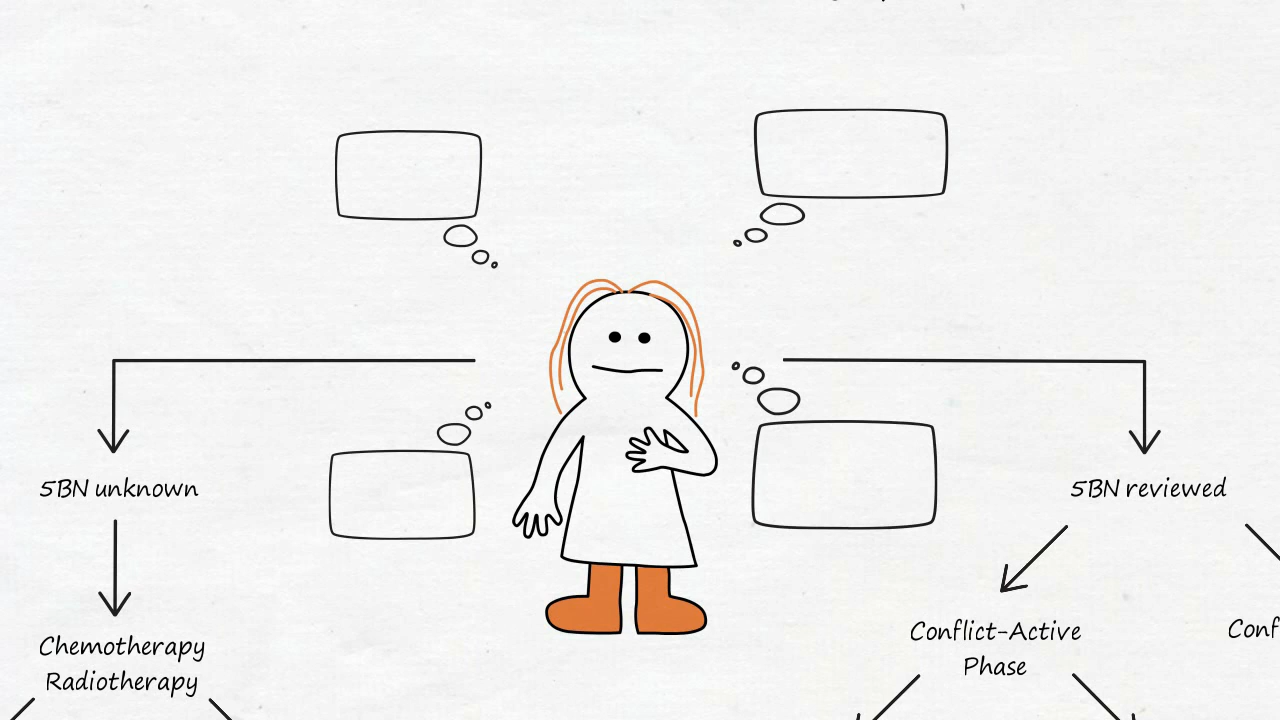 5BN unknown
5BN reviewed
Chemotherapy
Radiotherapy
Conflict-Active
Phase